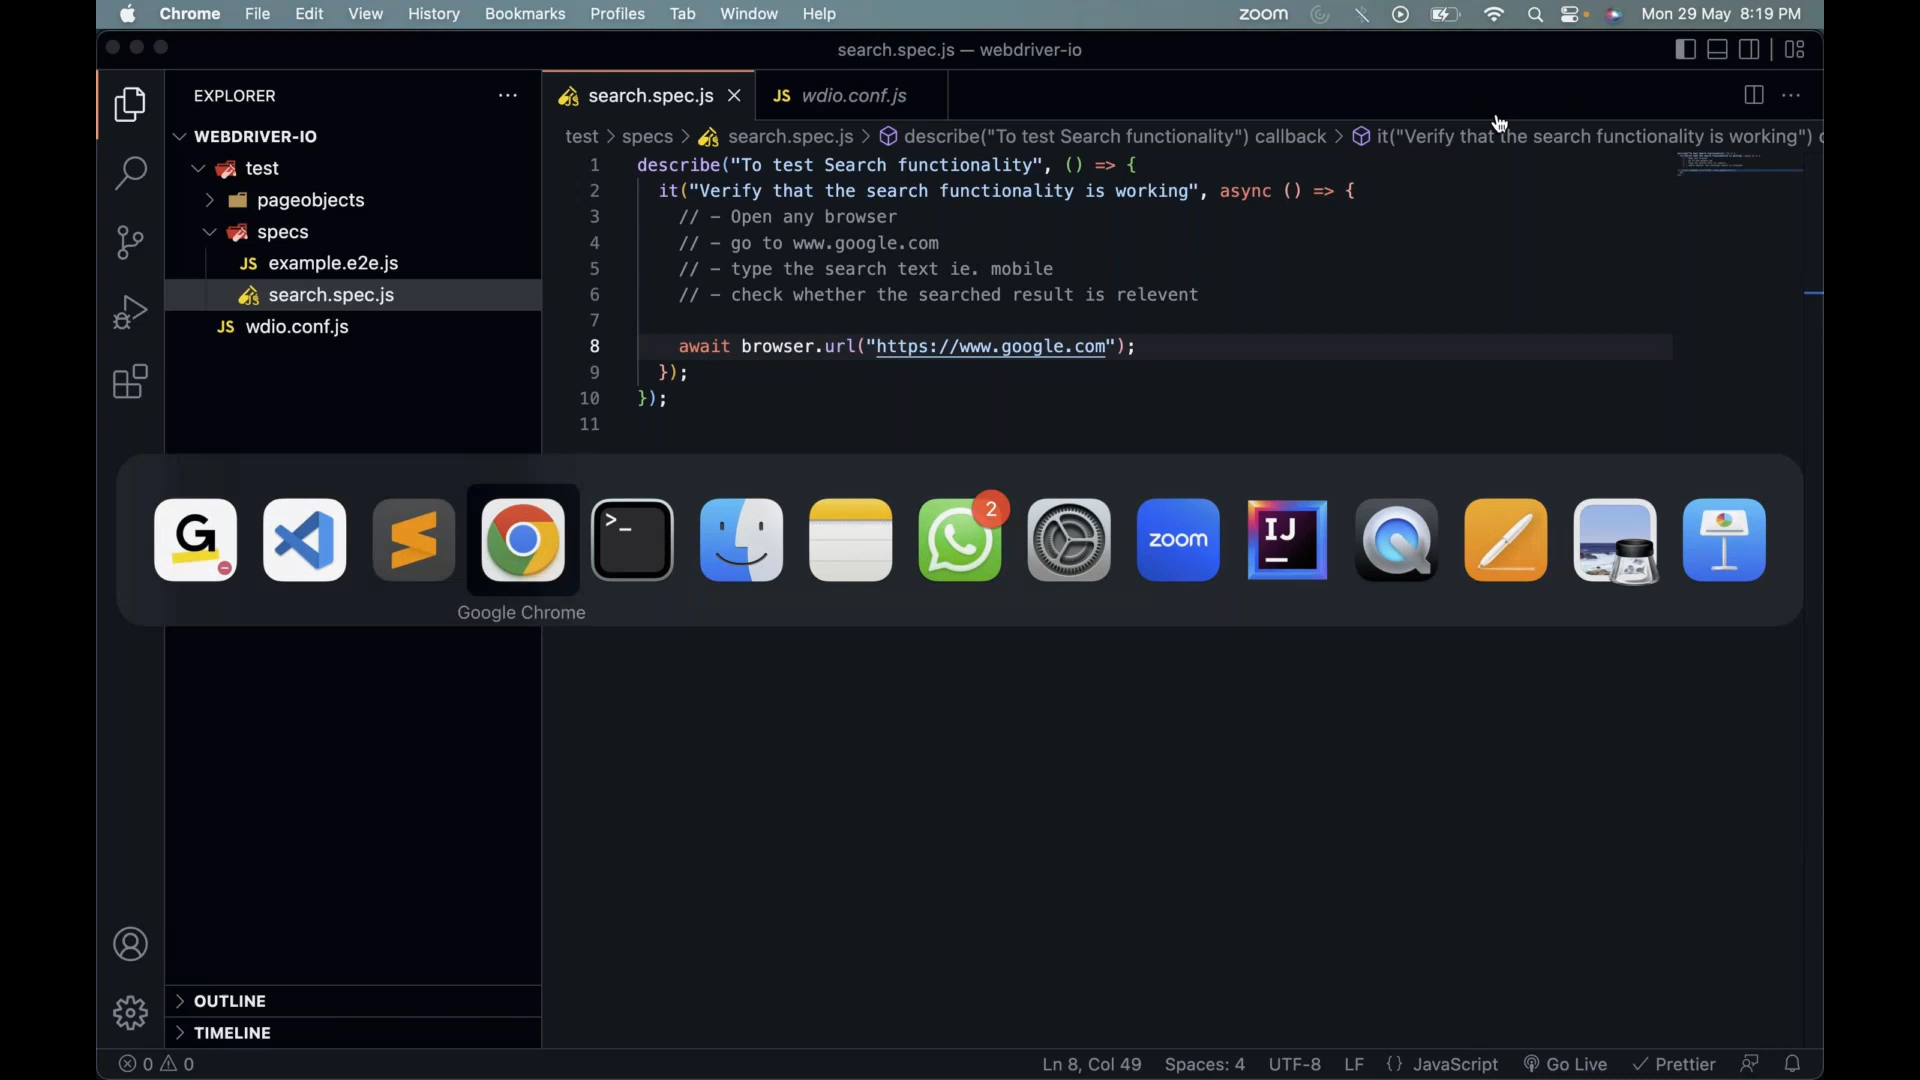 Chrome File Edit View History Bookmarks Profiles Tab Window Help zoom Mon 29 May 8:19 PM
search.spec.js — webdriver-io
EXPLORER
WEBDRIVER-IO
test
pageobjects
specs
JS example.e2e.js
search.spec.js
JS wdio.conf.js
search.spec.js JS wdio.conf.js
test > specs > search.spec.js > describe("To test Search functionality") callback > it("Verify that the search functionality is working") c
1 describe("To test Search functionality", () => {
2 it("Verify that the search functionality is working", async () => {
3 // - Open any browser
4 // - go to www.google.com
5 // - type the search text ie. mobile
6 // - check whether the searched result is relevent
7
8 await browser.url("https://www.google.com");
9 });
10 });
11
G >_ 2 zoom IJ
Google Chrome
OUTLINE
TIMELINE
0 0 Ln 8, Col 49 Spaces: 4 UTF-8 LF {} JavaScript Go Live Prettier